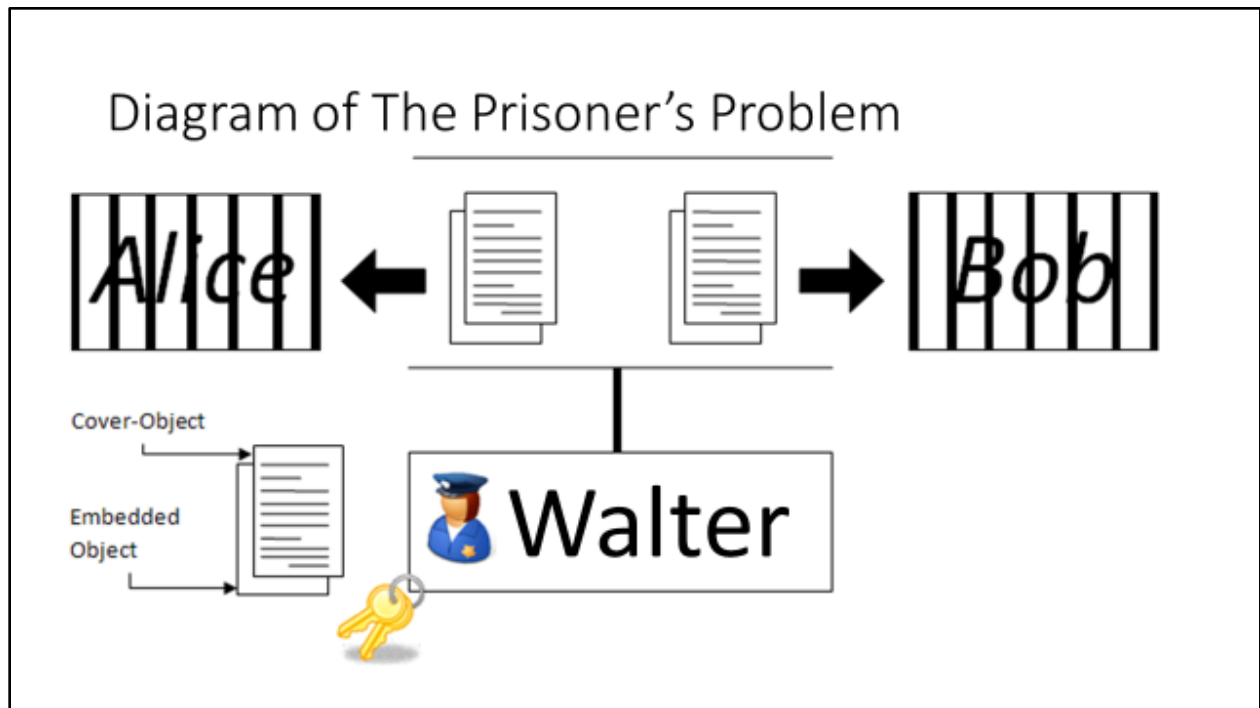 Diagram of The Prisoner’s Problem
Alice
Bob
Cover-Object
Embedded
Object
Walter